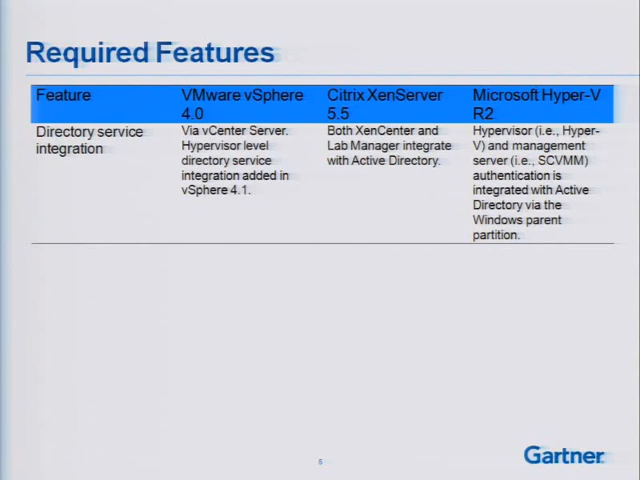 Required Features
Feature
VMware vSphere
4.0
Citrix XenServer
5.5
Microsoft Hyper-V
R2
Directory service
integration
Via vCenter Server.
Hypervisor level
directory service
integration added in
vSphere 4.1.
Both XenCenter and
Lab Manager integrate
with Active Directory.
Hypervisor (i.e., Hyper-
V) and management
server (i.e., SCVMM)
authentication is
integrated with Active
Directory via the
Windows parent
partition.
Gartner